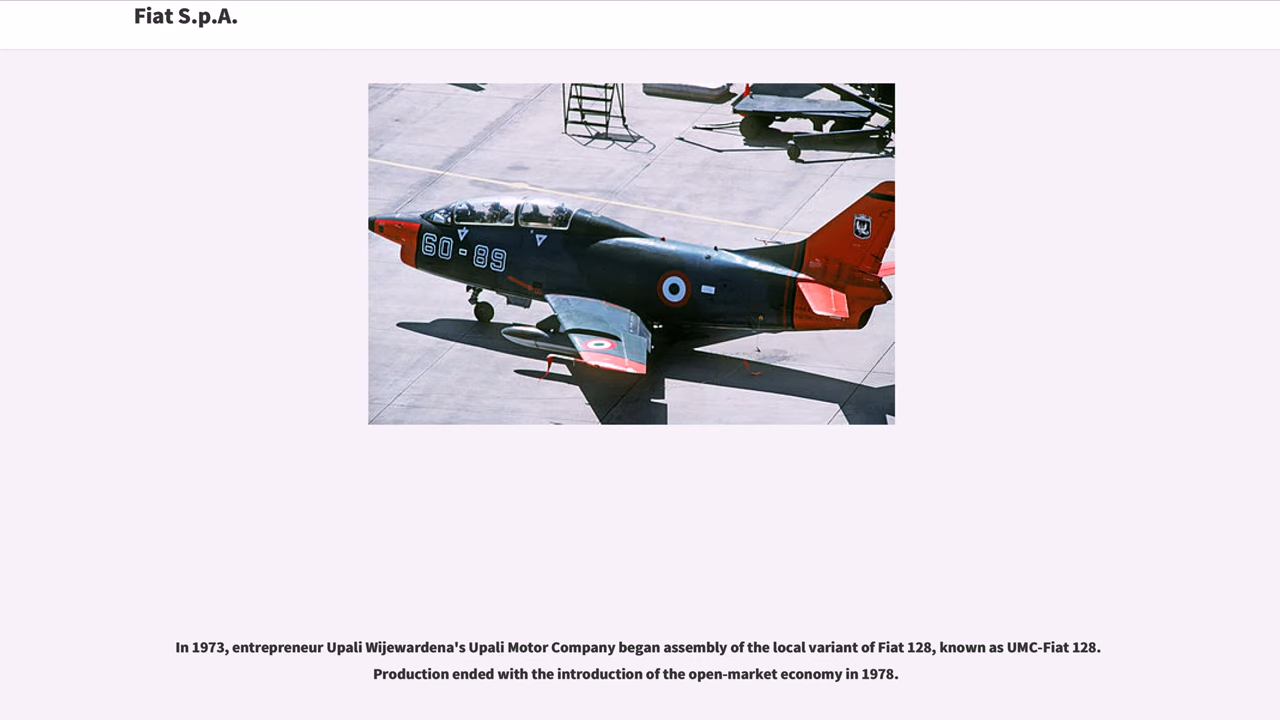 Fiat S.p.A.
60-89
In 1973, entrepreneur Upali Wijewardena's Upali Motor Company began assembly of the local variant of Fiat 128, known as UMC-Fiat 128.
Production ended with the introduction of the open-market economy in 1978.